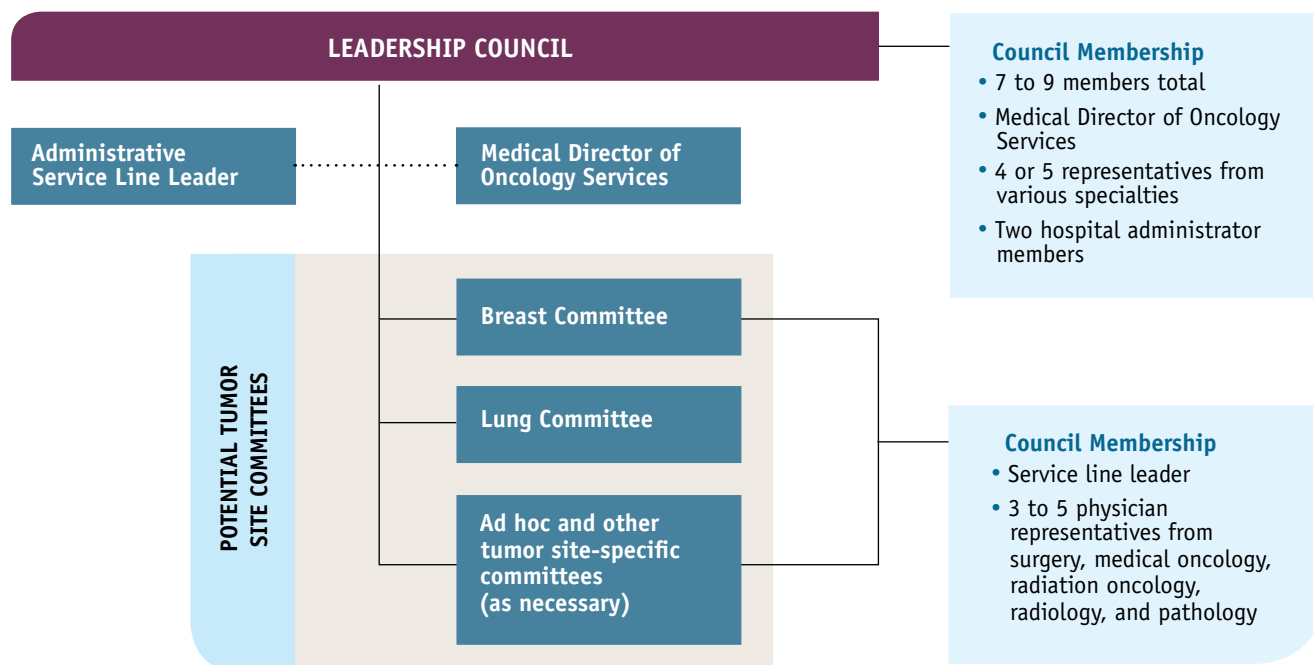 LEADERSHIP COUNCIL
Council Membership
• 7 to 9 members total
• Medical Director of Oncology
Services
• 4 or 5 representatives from
various specialties
• Two hospital administrator
members
Administrative
Service Line Leader
Medical Director of
Oncology Services
POTENTIAL TUMOR
SITE COMMITTEES
Breast Committee
Lung Committee
Ad hoc and other
tumor site-specific
committees
(as necessary)
Council Membership
• Service line leader
• 3 to 5 physician
representatives from
surgery, medical oncology,
radiation oncology,
radiology, and pathology